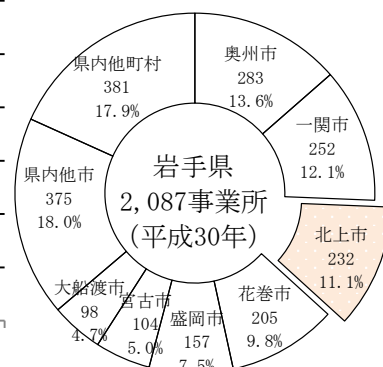 岩手県
2,087事業所
(平成30年)
奥州市
283
13.6%
一関市
252
12.1%
北上市
232
11.1%
花巻市
205
9.8%
盛岡市
157
7.5%
宮古市
104
5.0%
大船渡市
98
4.7%
県内他市
375
18.0%
県内他町村
381
17.9%